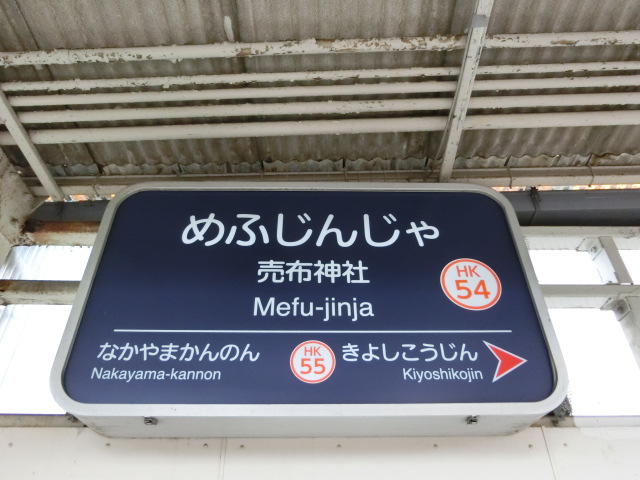 めふじんじゃ
売布神社
Mefu-jinja
HK
54
なかやまかんのん
Nakayama-kannon
HK
55
きよしこうじん
Kiyoshikojin